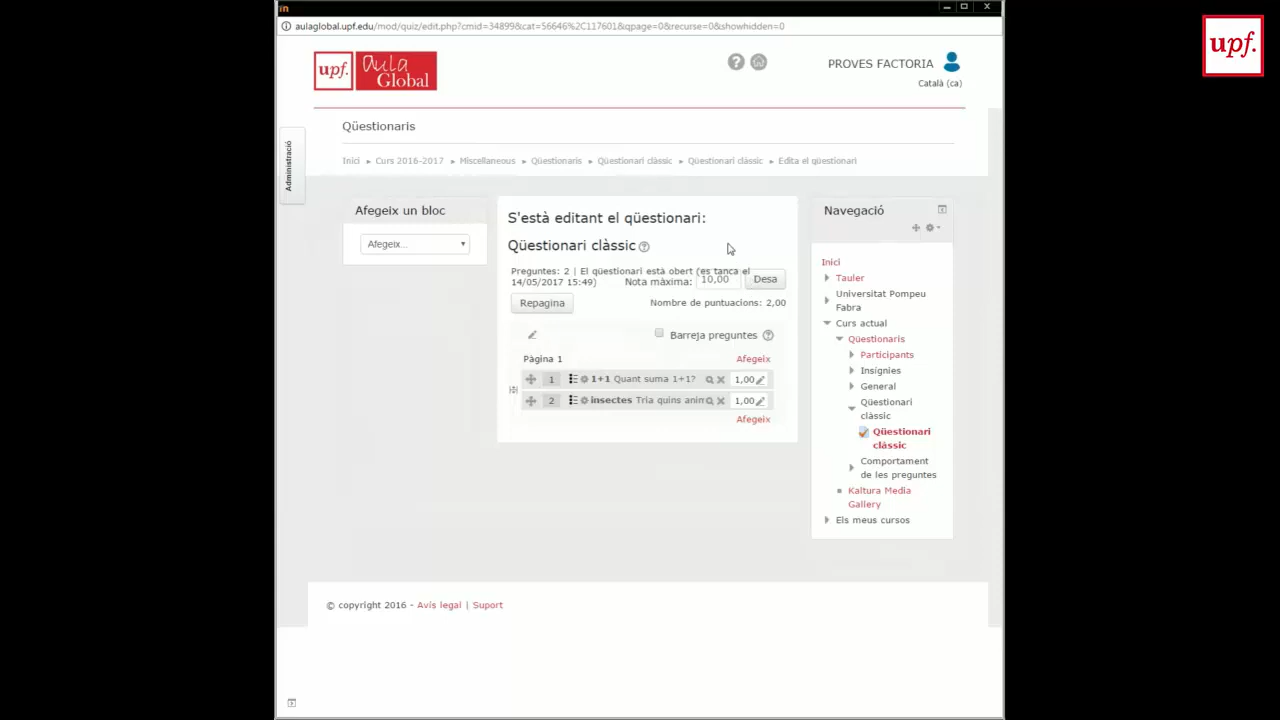 aulaglobal.upf.edu/mod/quiz/edit.php?cmid=34899&cat=56646%2C117601&qpage=0&recurse=0&showhidden=0
upf.
upf. Aula Global
PROVES FACTORIA
Català (ca)
Administració
Qüestionaris
Inici ► Curs 2016-2017 ► Miscellaneous ► Qüestionaris ► Qüestionari clàssic ► Qüestionari clàssic ► Edita el qüestionari
Afegeix un bloc
Afegeix...
S'està editant el qüestionari:
Qüestionari clàssic
Preguntes: 2 | El qüestionari està obert (es tanca el
14/05/2017 15:49)
Nota màxima: 10,00 Desa
Repagina
Nombre de puntuacions: 2,00
Barreja preguntes
Pàgina 1
Afegeix
1 1+1 Quant suma 1+1? 1,00
2 insectes Tria quins anim 1,00
Afegeix
Navegació
Inici
Tauler
Universitat Pompeu
Fabra
Curs actual
Qüestionaris
Participants
Insígnies
General
Qüestionari
clàssic
Qüestionari
clàssic
Comportament
de les preguntes
Kaltura Media
Gallery
Els meus cursos
© copyright 2016 - Avís legal | Suport